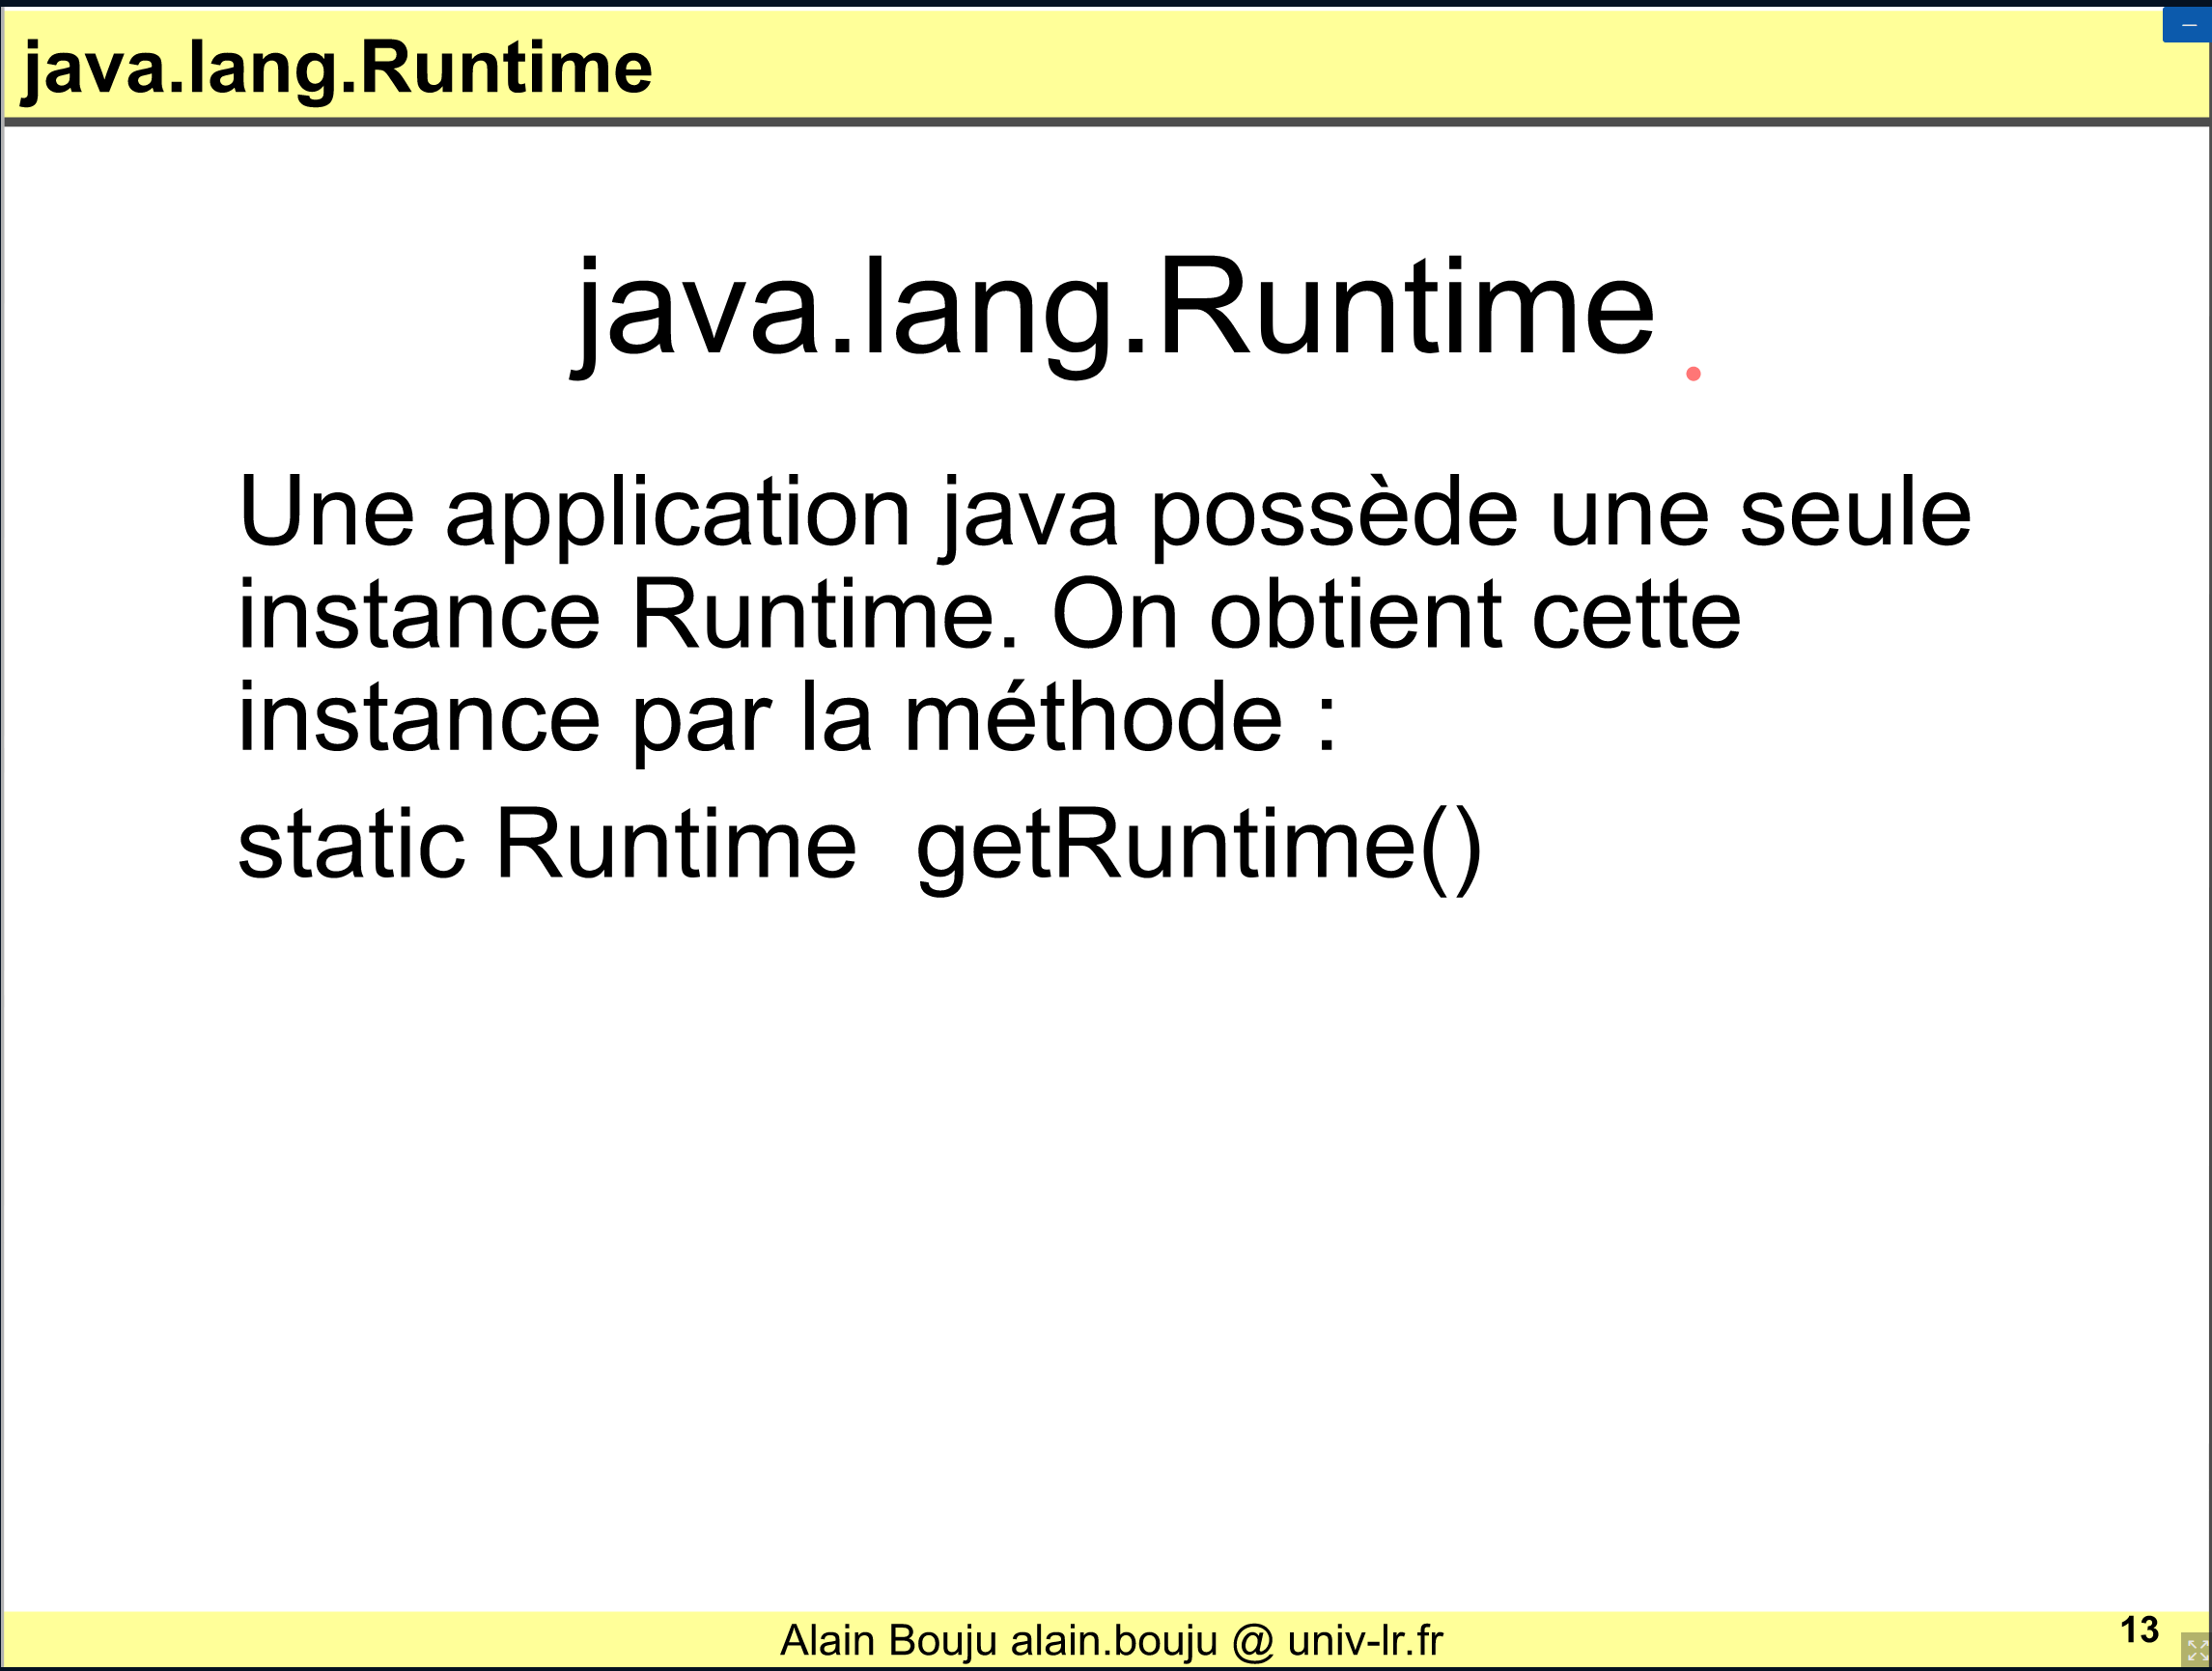 java.lang.Runtime
java.lang.Runtime
Une application java possède une seule
instance Runtime. On obtient cette
instance par la méthode :
static Runtime  getRuntime()
Alain Bouju alain.bouju @ univ-lr.fr
13